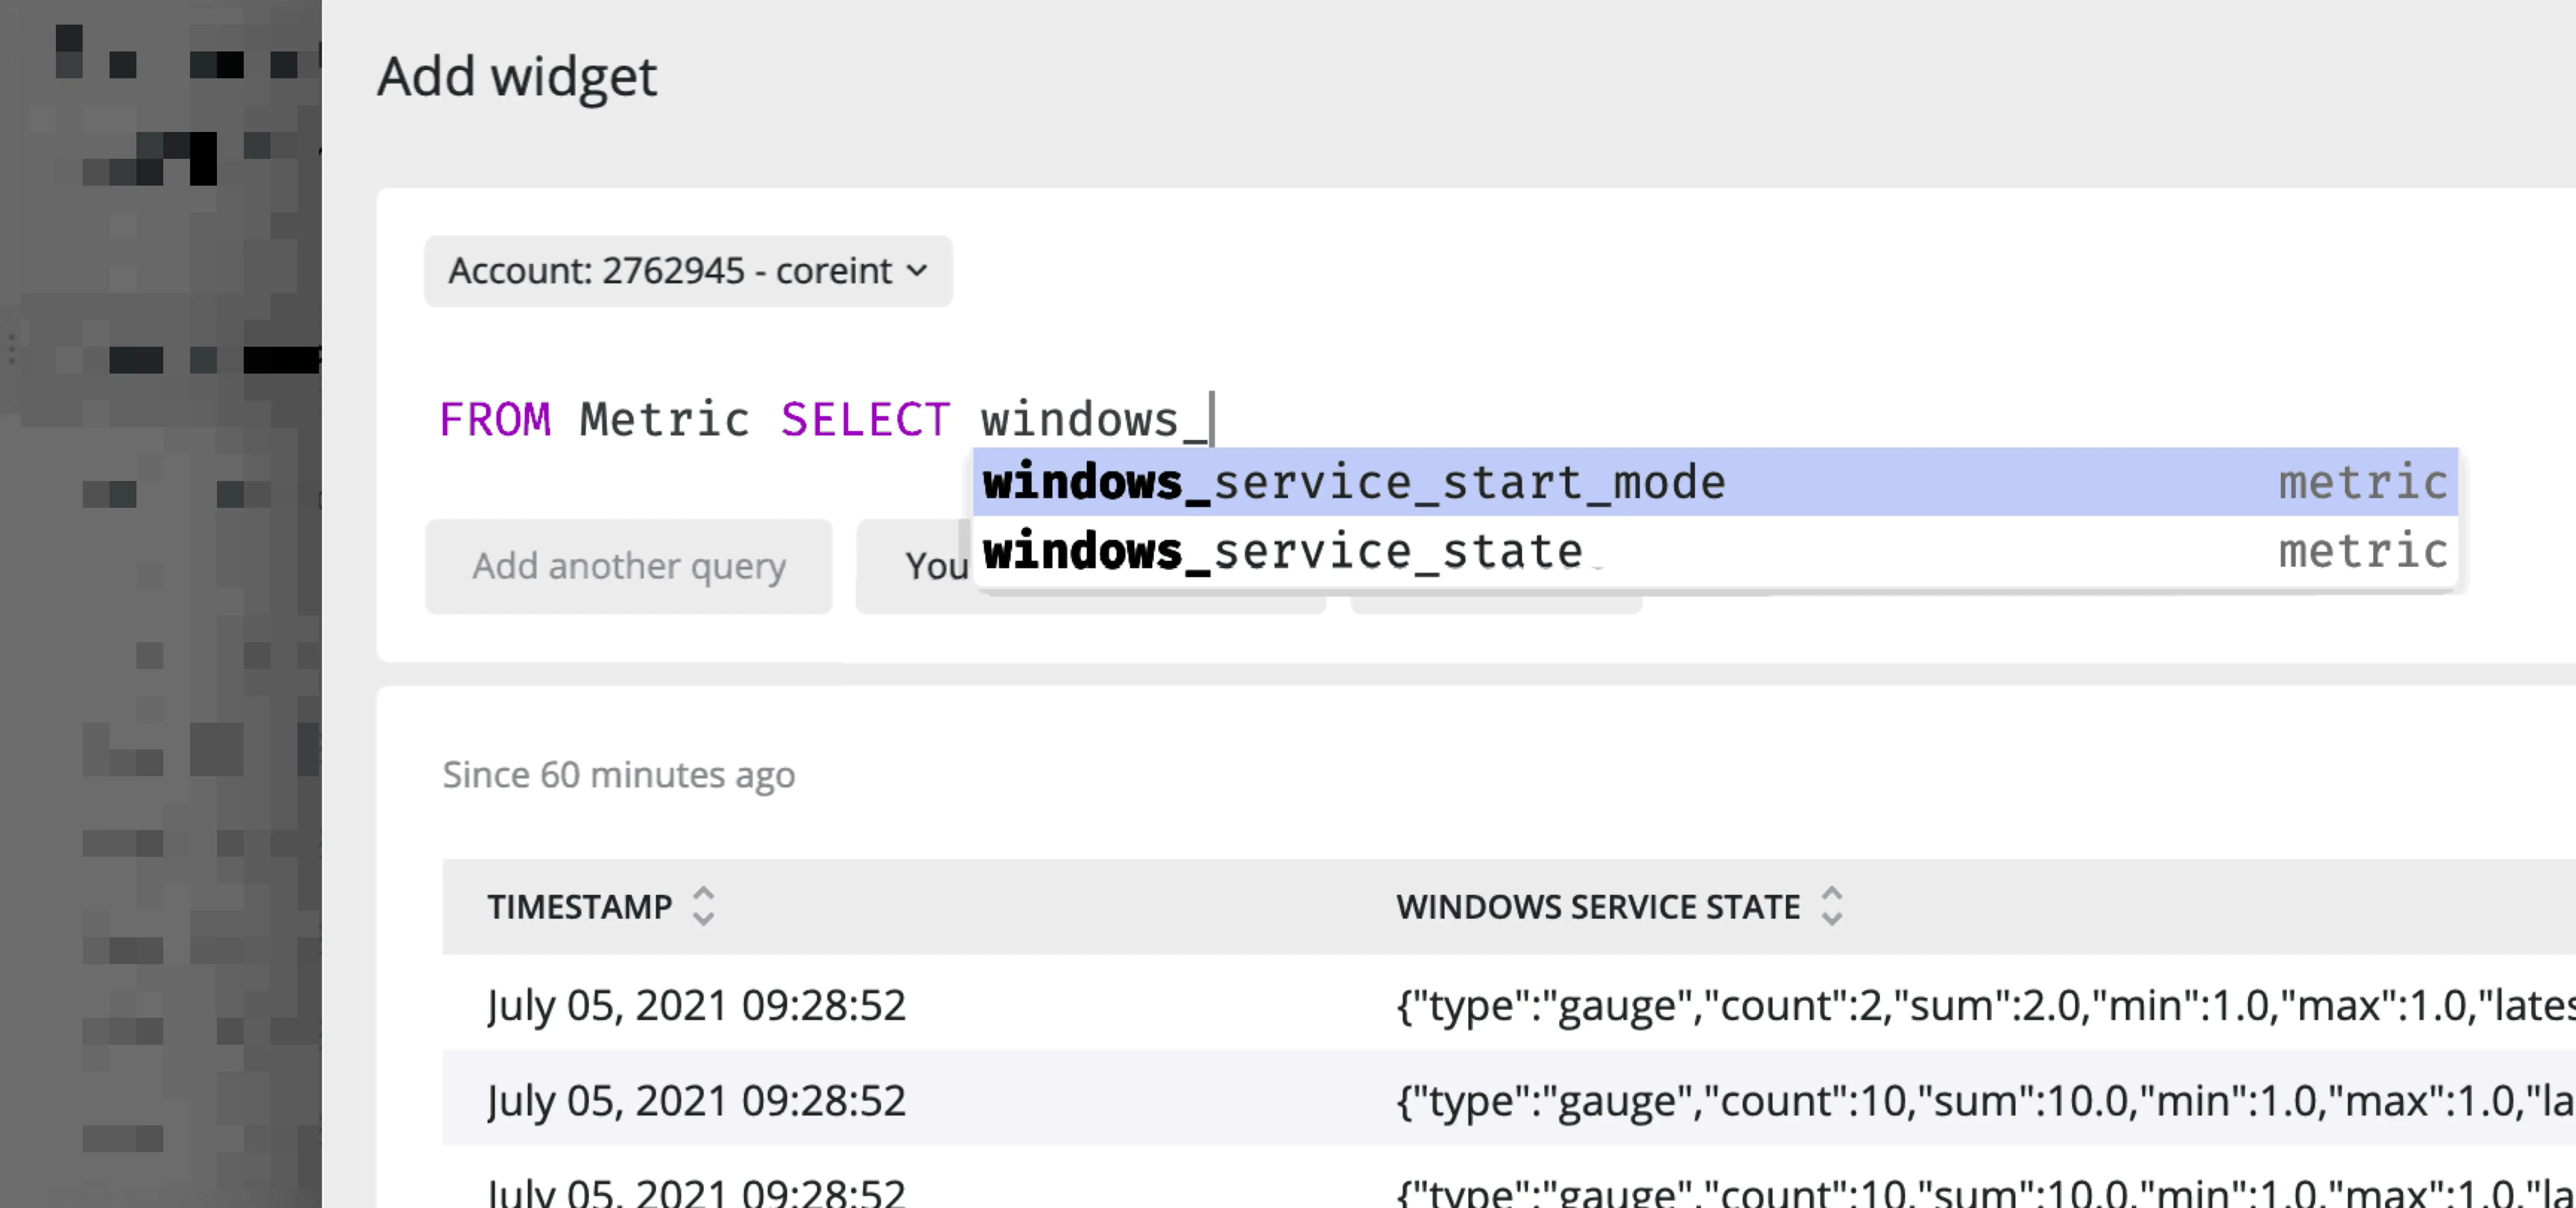 Add widget
Account: 2762945 - coreint
FROM Metric SELECT windows_
windows_service_start_mode metric
windows_service_state metric
Add another query You
Since 60 minutes ago
TIMESTAMP WINDOWS SERVICE STATE
July 05, 2021 09:28:52 {"type":"gauge","count":2,"sum":2.0,"min":1.0,"max":1.0,"lates
July 05, 2021 09:28:52 {"type":"gauge","count":10,"sum":10.0,"min":1.0,"max":1.0,"la
July 05, 2021 09:28:52 {"type":"gauge","count":10,"sum":10.0,"min":1.0,"max":1.0,"la